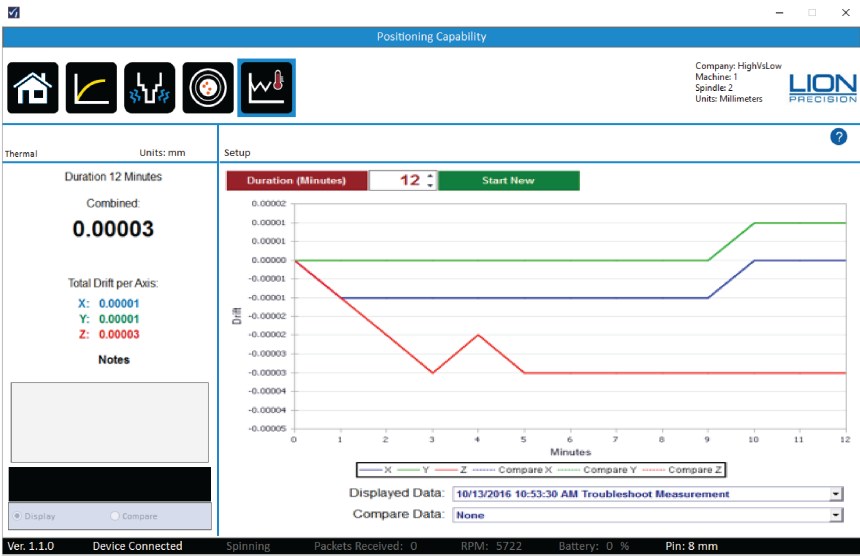 Positioning Capability
Company: HighVsLow
Machine: 1
Spindle: 2
Units: Millimeters
LION
PRECISION
?
Thermal Units: mm
Setup
Duration 12 Minutes
Combined:
0.00003
Total Drift per Axis:
X: 0.00001
Y: 0.00001
Z: 0.00003
Notes
Display Compare
Duration (Minutes) 12 Start New
0.00002
0.00001
0.00001
0.00000
-0.00001
-0.00001
-0.00002
-0.00002
-0.00003
-0.00003
-0.00004
-0.00004
-0.00005
Drift
0 1 2 3 4 5 6 7 8 9 10 11 12
Minutes
X Y Z Compare X Compare Y Compare Z
Displayed Data: 10/13/2016 10:53:30 AM Troubleshoot Measurement
Compare Data: None
Ver. 1.1.0 Device Connected Spinning Packets Received: 0 RPM: 5722 Battery: 0 % Pin: 8 mm